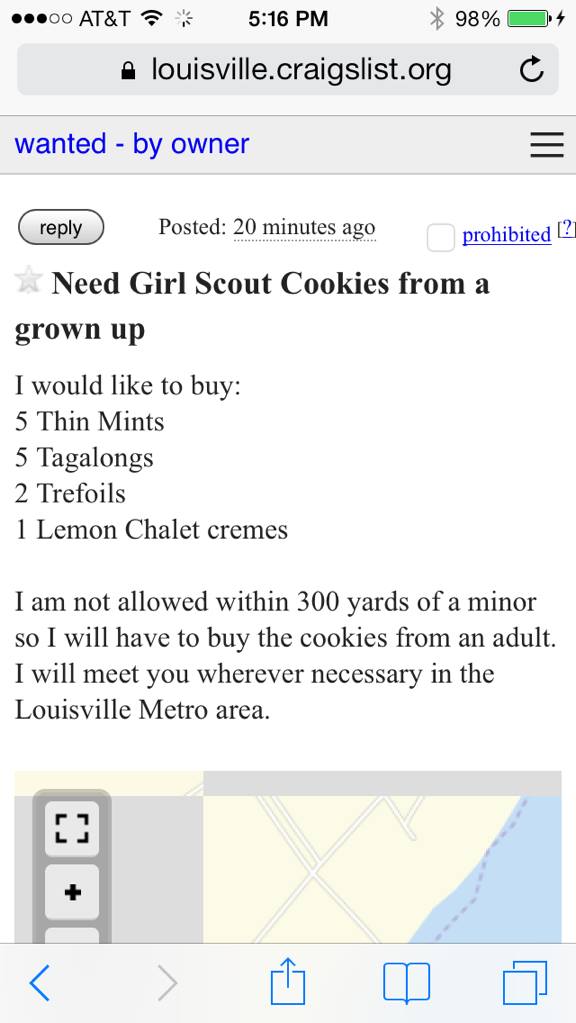 AT&T 5:16 PM 98%
louisville.craigslist.org
wanted - by owner
reply Posted: 20 minutes ago prohibited [?]
Need Girl Scout Cookies from a
grown up
I would like to buy:
5 Thin Mints
5 Tagalongs
2 Trefoils
1 Lemon Chalet cremes
I am not allowed within 300 yards of a minor
so I will have to buy the cookies from an adult.
I will meet you wherever necessary in the
Louisville Metro area.
+